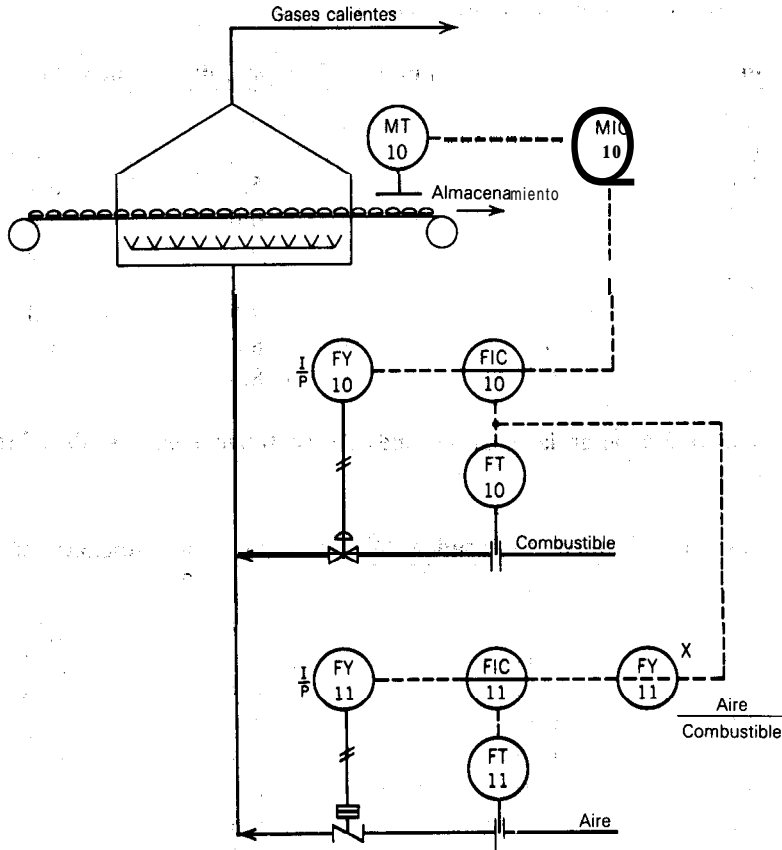 Gases calientes
MT
10
MIC
10
Almacenamiento
I
P
FY
10
FIC
10
FT
10
Combustible
I
P
FY
11
FIC
11
FY
11
X
Aire
Combustible
FT
11
Aire